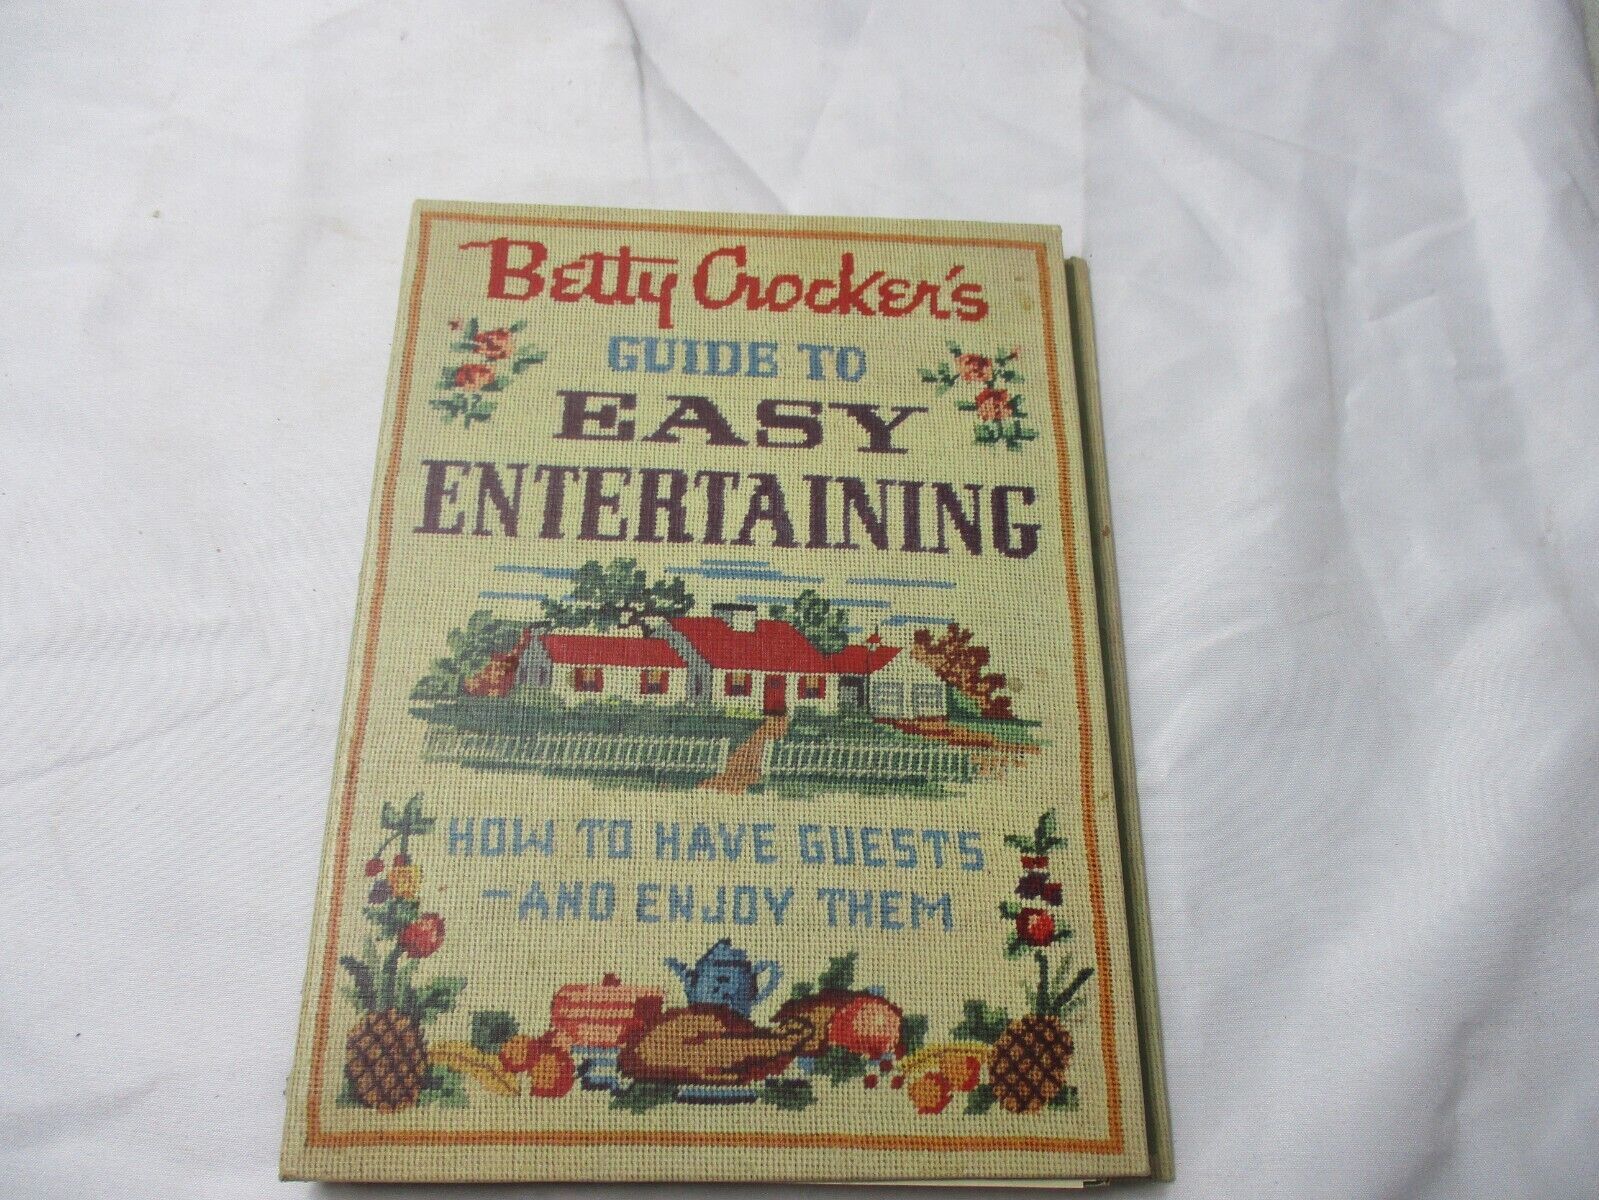 Betty Crocker's
GUIDE TO
EASY
ENTERTAINING
HOW TO HAVE GUESTS
—AND ENJOY THEM